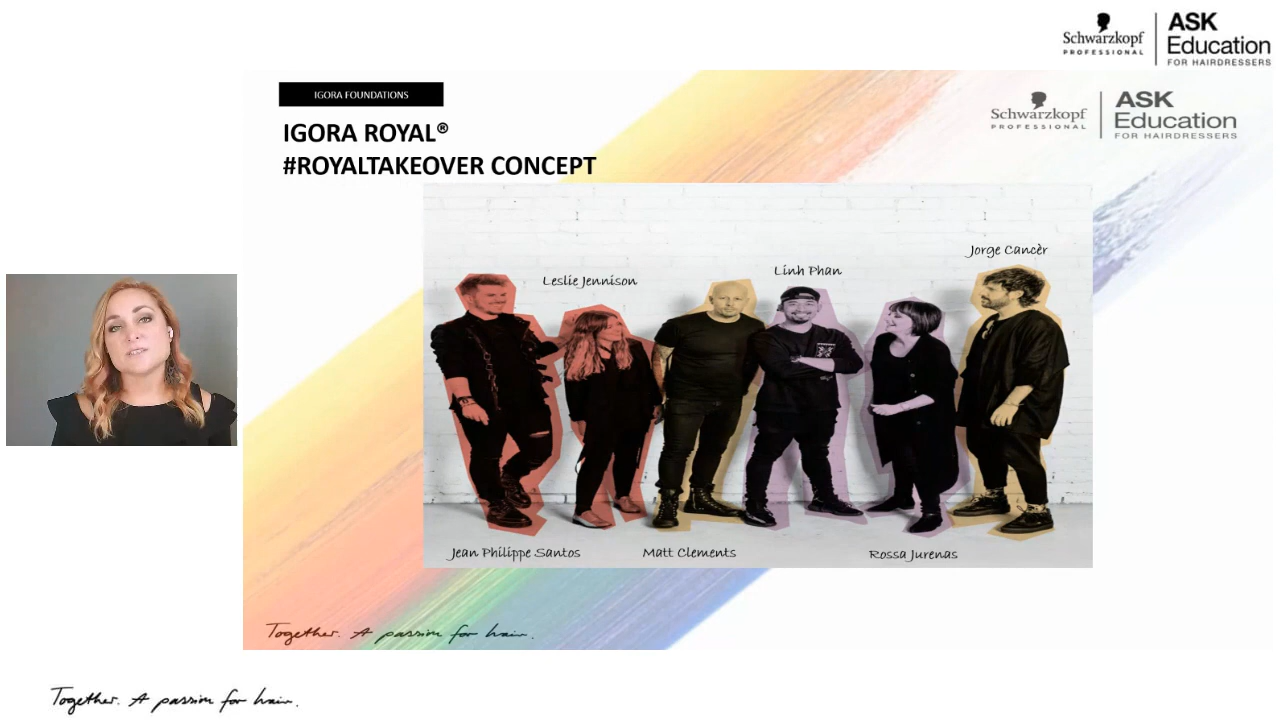 Schwarzkopf
PROFESSIONAL
ASK
Education
FOR HAIRDRESSERS
IGORA FOUNDATIONS
IGORA ROYAL®
#ROYALTAKEOVER CONCEPT
Schwarzkopf
PROFESSIONAL
ASK
Education
FOR HAIRDRESSERS
Jorge Cancèr
Linh Phan
Leslie Jennison
Jean Philippe Santos
Matt Clements
Rossa Jurenas
Together. A passion for hair.
Together. A passion for hair.